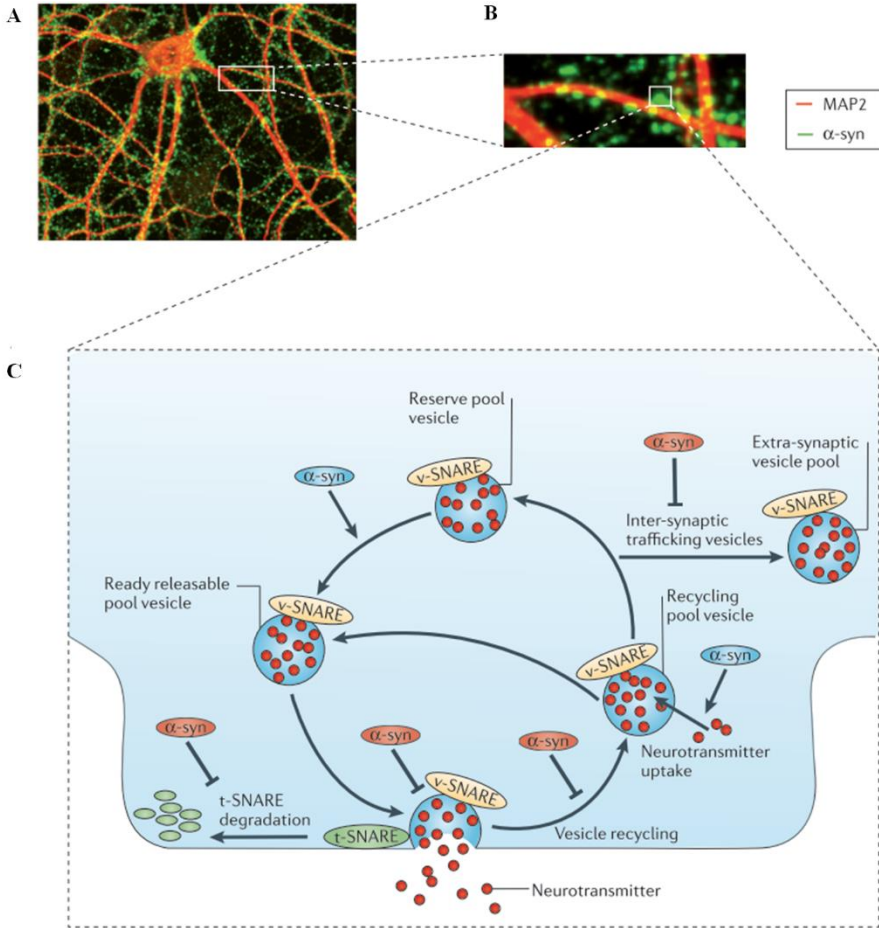 A
B
MAP2
α-syn
C
Reserve pool
vesicle
α-syn
Extra-synaptic
vesicle pool
v-SNARE
α-syn
v-SNARE
Inter-synaptic
trafficking vesicles
Ready releasable
pool vesicle
v-SNARE
Recycling
pool vesicle
v-SNARE
α-syn
α-syn
α-syn
α-syn
Neurotransmitter
uptake
v-SNARE
t-SNARE
degradation
t-SNARE
Vesicle recycling
Neurotransmitter